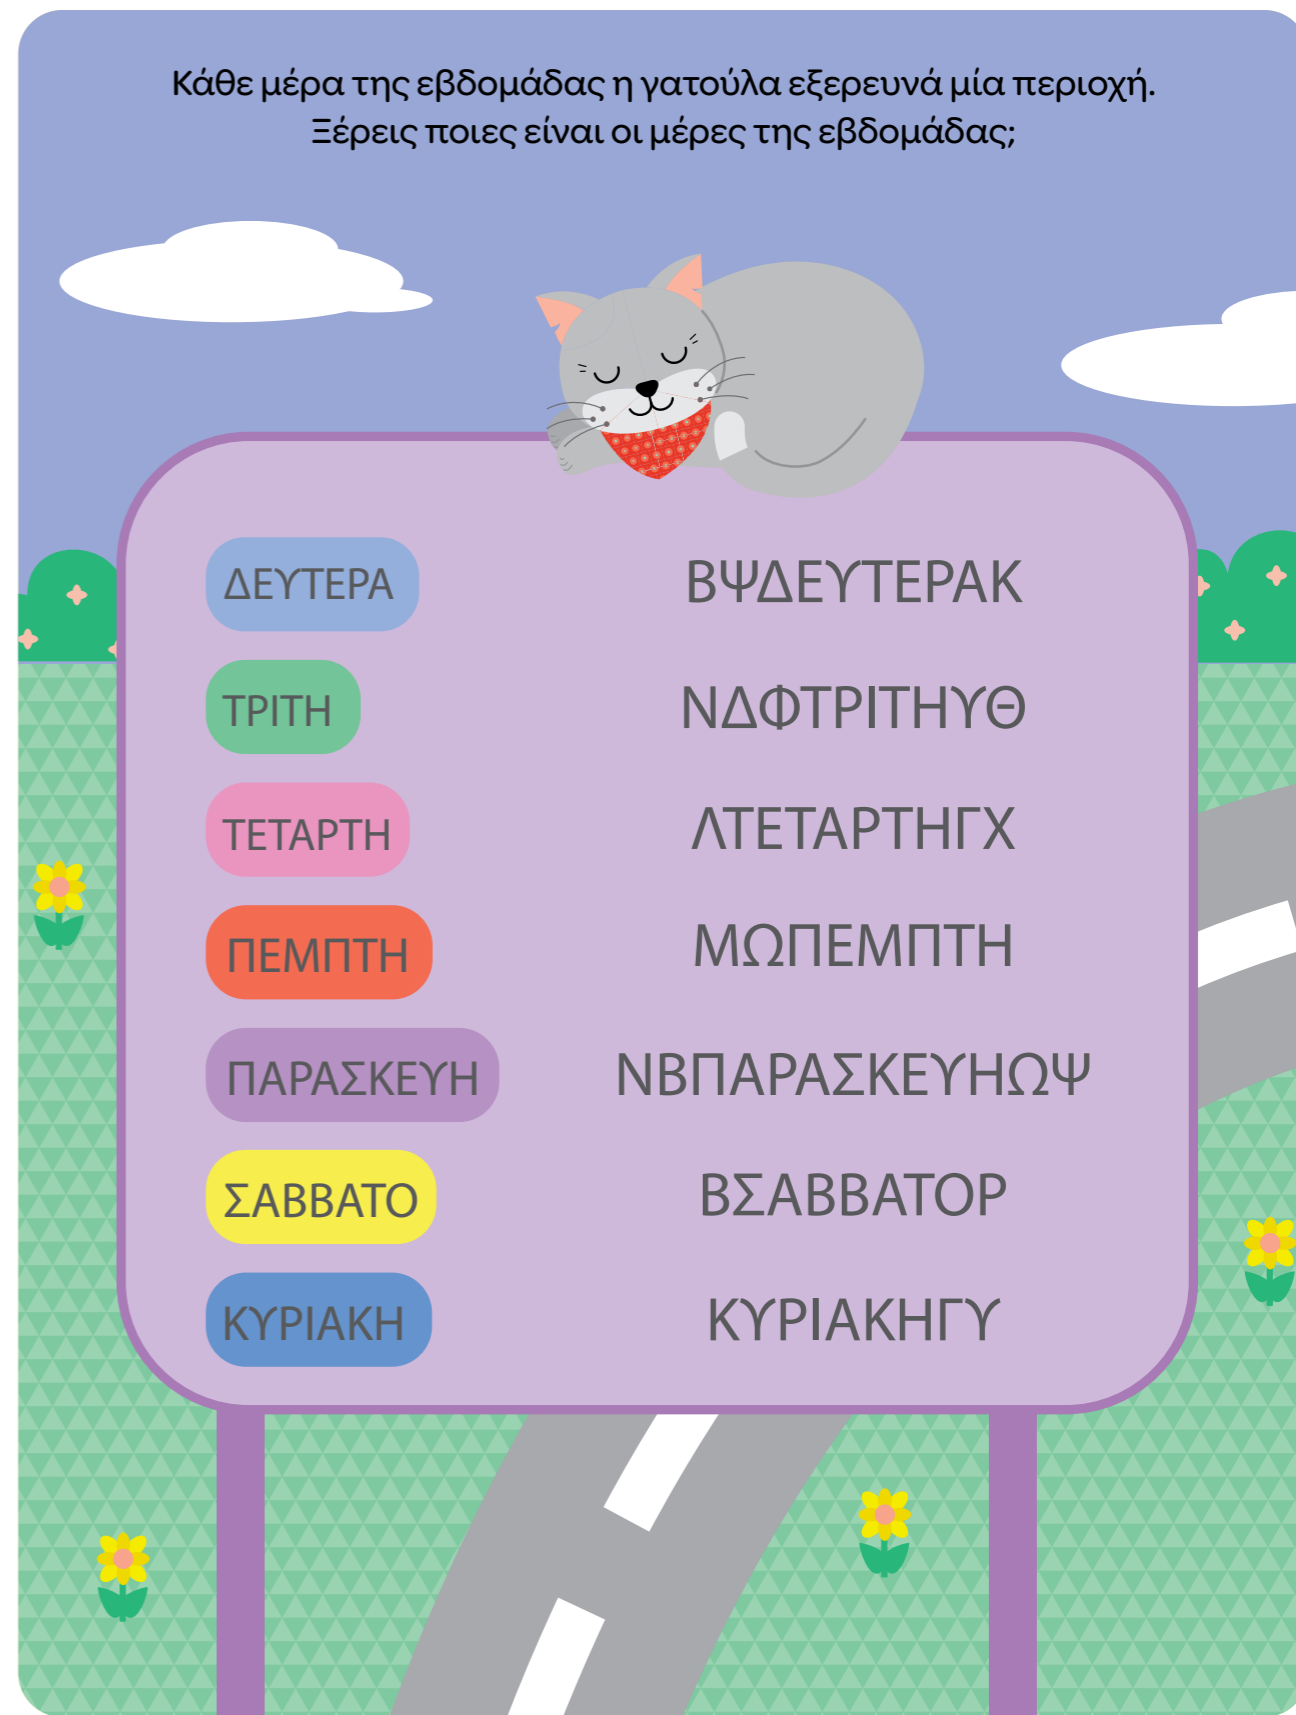 Κάθε μέρα της εβδομάδας η γατούλα εξερευνά μία περιοχή.
Ξέρεις ποιες είναι οι μέρες της εβδομάδας;
ΔΕΥΤΕΡΑ ΒΨΔΕΥΤΕΡΑΚ
ΤΡΙΤΗ ΝΔΦΤΡΙΤΗΥΘ
ΤΕΤΑΡΤΗ ΛΤΕΤΑΡΤΗΓΧ
ΠΕΜΠΤΗ ΜΩΠΕΜΠΤΗ
ΠΑΡΑΣΚΕΥΗ ΝΒΠΑΡΑΣΚΕΥΗΩΨ
ΣΑΒΒΑΤΟ ΒΣΑΒΒΑΤΟΡ
ΚΥΡΙΑΚΗ ΚΥΡΙΑΚΗΓΥ